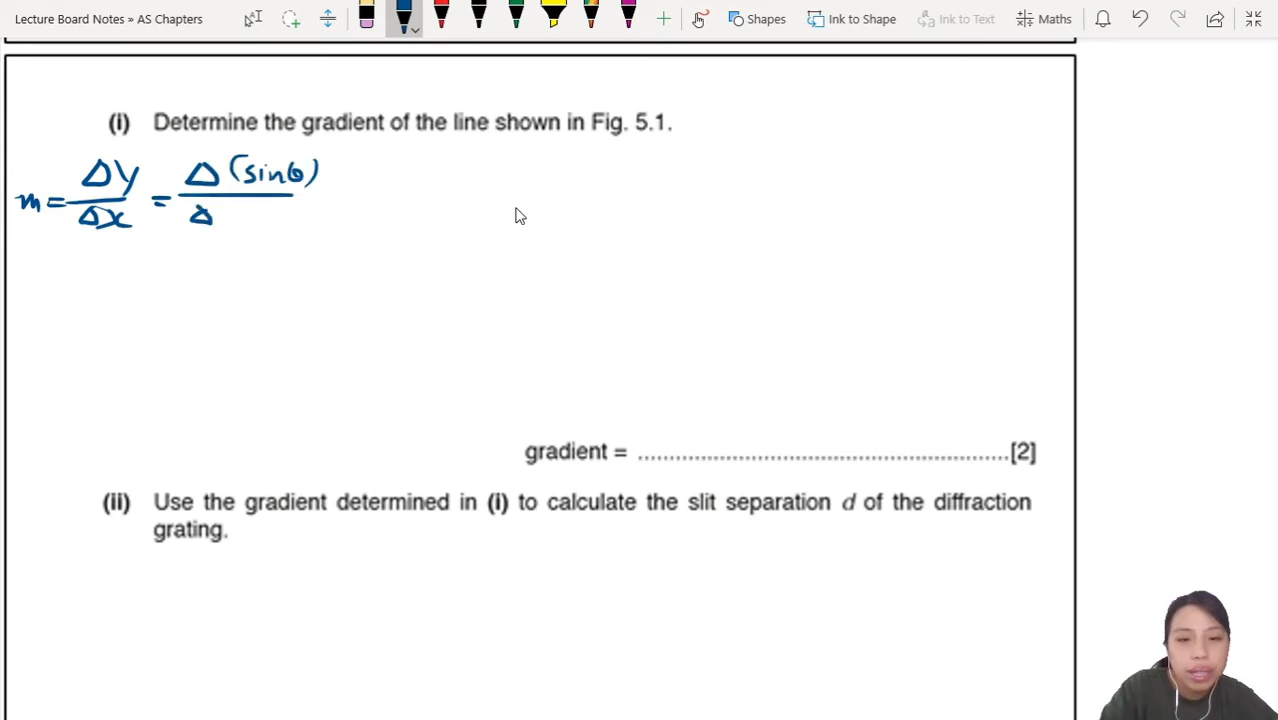 Lecture Board Notes » AS Chapters
Shapes
Ink to Shape
Ink to Text
Maths
(i) Determine the gradient of the line shown in Fig. 5.1.
m = Δy/Δx = Δ(sinθ)/Δ
gradient = ........................................................[2]
(ii) Use the gradient determined in (i) to calculate the slit separation d of the diffraction
grating.